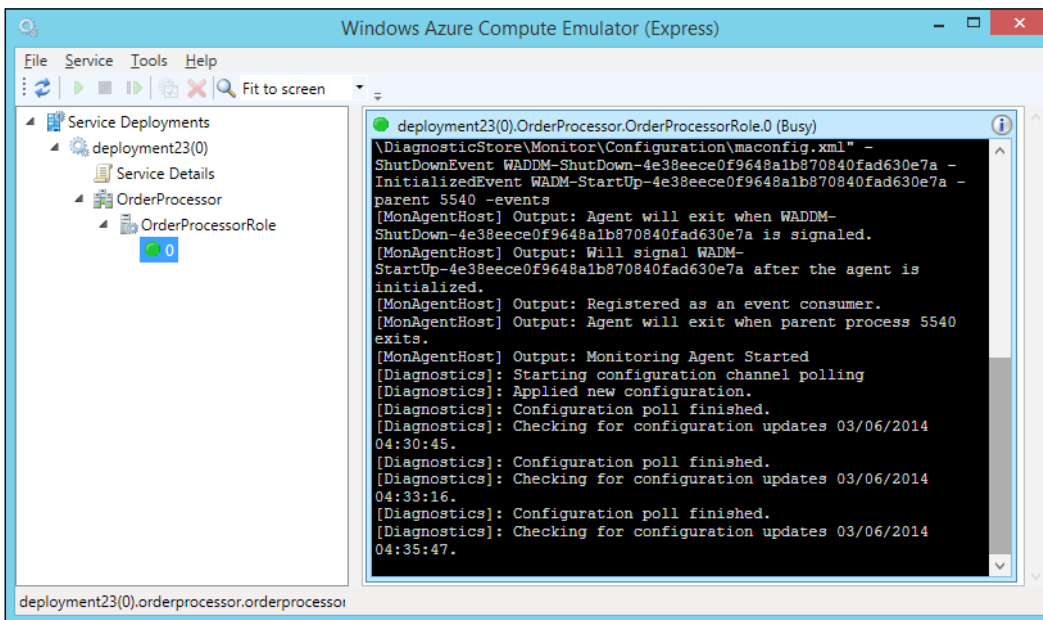 Windows Azure Compute Emulator (Express)
File Service Tools Help
Fit to screen
Service Deployments
deployment23(0)
Service Details
OrderProcessor
OrderProcessorRole
0
deployment23(0).OrderProcessor.OrderProcessorRole.0 (Busy)
\DiagnosticStore\Monitor\Configuration\maconfig.xml" -
ShutDownEvent WADDM-ShutDown-4e38eece0f9648a1b870840fad630e7a -
InitializedEvent WADM-StartUp-4e38eece0f9648a1b870840fad630e7a -
parent 5540 -events
[MonAgentHost] Output: Agent will exit when WADDM-
ShutDown-4e38eece0f9648a1b870840fad630e7a is signaled.
[MonAgentHost] Output: Will signal WADM-
StartUp-4e38eece0f9648a1b870840fad630e7a after the agent is
initialized.
[MonAgentHost] Output: Registered as an event consumer.
[MonAgentHost] Output: Agent will exit when parent process 5540
exits.
[MonAgentHost] Output: Monitoring Agent Started
[Diagnostics]: Starting configuration channel polling
[Diagnostics]: Applied new configuration.
[Diagnostics]: Configuration poll finished.
[Diagnostics]: Checking for configuration updates 03/06/2014
04:30:45.
[Diagnostics]: Configuration poll finished.
[Diagnostics]: Checking for configuration updates 03/06/2014
04:33:16.
[Diagnostics]: Configuration poll finished.
[Diagnostics]: Checking for configuration updates 03/06/2014
04:35:47.
deployment23(0).orderprocessor.orderprocessor